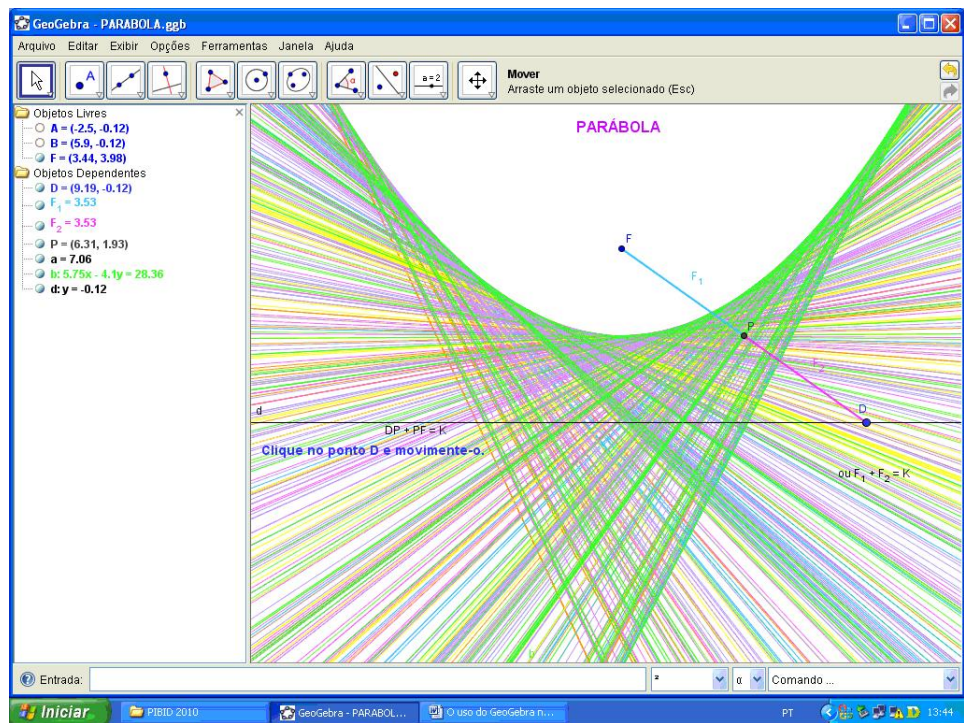 GeoGebra - PARABOLA.ggb
Arquivo Editar Exibir Opções Ferramentas Janela Ajuda
A
α
a=2
Mover
Arraste um objeto selecionado (Esc)
Objetos Livres
A = (-2.5, -0.12)
B = (5.9, -0.12)
F = (3.44, 3.98)
Objetos Dependentes
D = (9.19, -0.12)
F₁ = 3.53
F₂ = 3.53
P = (6.31, 1.93)
a = 7.06
b: 5.75x - 4.1y = 28.36
d: y = -0.12
PARÁBOLA
F
F₁
P
F₂
D
d
DP + PF = K
Clique no ponto D e movimente-o.
ou F₁ + F₂ = K
b
Entrada:
²
α
Comando ...
Iniciar
PIBID 2010
GeoGebra - PARABOL...
O uso do GeoGebra n...
PT
13:44